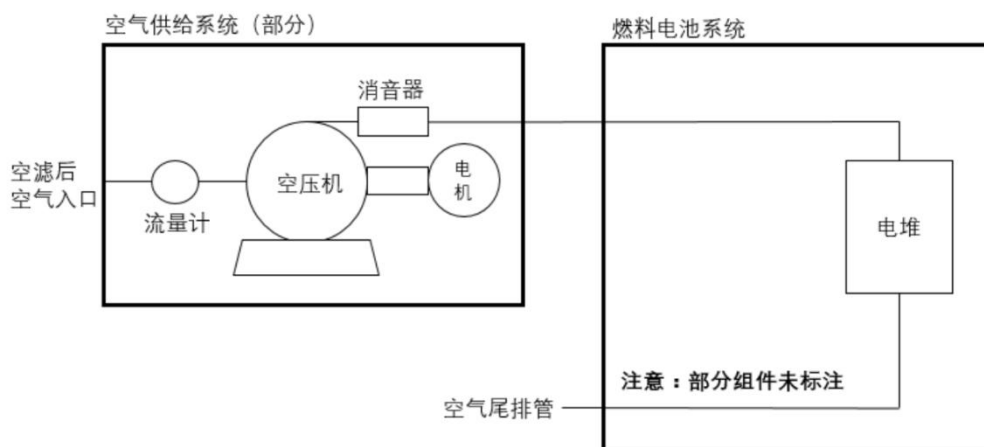 空气供给系统（部分）
燃料电池系统
消音器
空滤后
空气入口
流量计
空压机
电
机
电堆
注意：部分组件未标注
空气尾排管